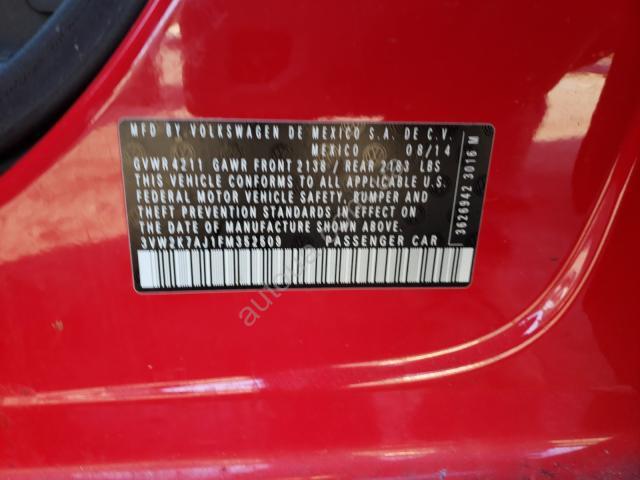 MFD BY VOLKSWAGEN DE MEXICO S.A. DE C.V.
MEXICO 08/14
GVWR 4211 GAWR FRONT 2138 / REAR 2183 LBS
THIS VEHICLE CONFORMS TO ALL APPLICABLE U.S.
FEDERAL MOTOR VEHICLE SAFETY, BUMPER AND
THEFT PREVENTION STANDARDS IN EFFECT ON
THE DATE OF MANUFACTURE SHOWN ABOVE.
PASSENGER CAR
3626942 3016 M